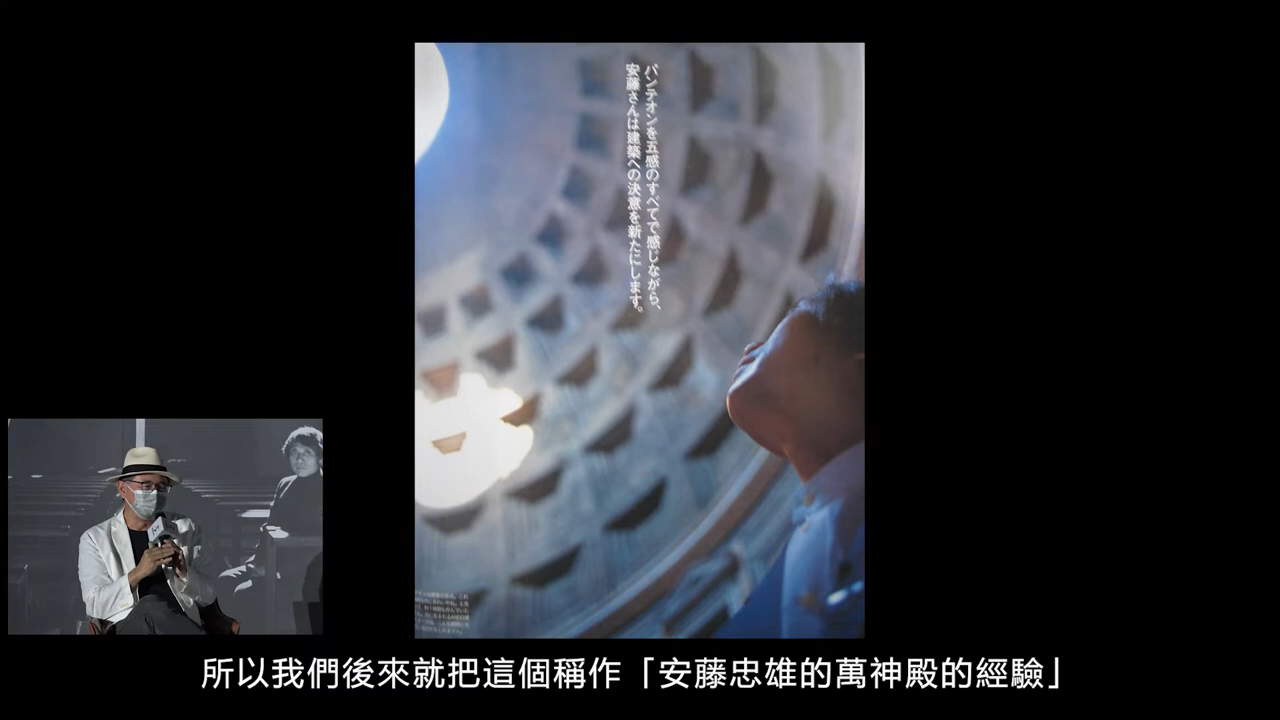 パンテオンを五感のすべてで感じながら、
安藤さんは建築への決意を新たにします。
所以我們後來就把這個稱作「安藤忠雄的萬神殿的經驗」